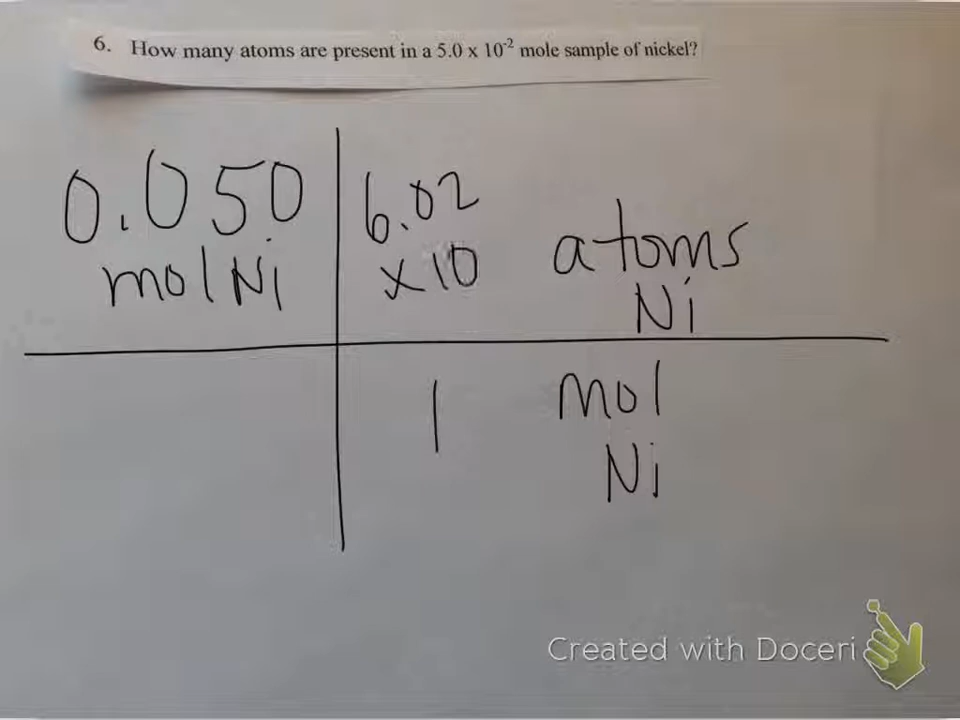 6. How many atoms are present in a 5.0 x 10⁻² mole sample of nickel?
0.050
mol Ni
6.02
x10
atoms
Ni
1 mol
Ni
Created with Doceri